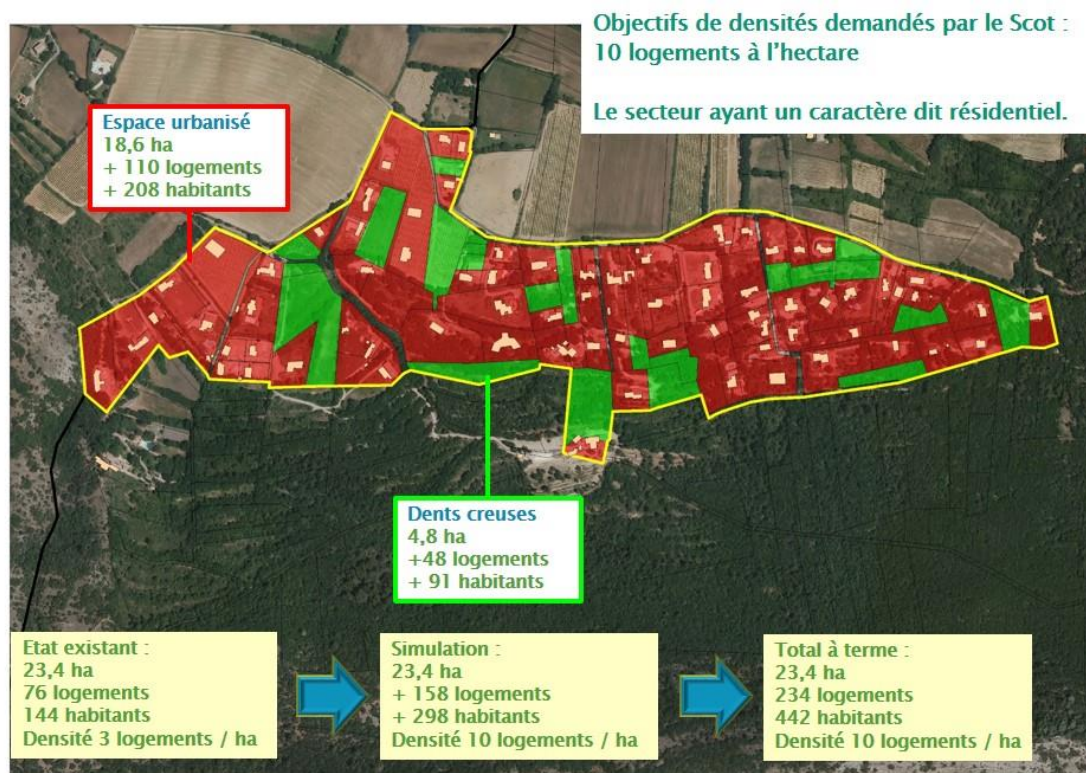 Objectifs de densités demandés par le Scot :
10 logements à l'hectare
Le secteur ayant un caractère dit résidentiel.
Espace urbanisé
18,6 ha
+ 110 logements
+ 208 habitants
Dents creuses
4,8 ha
+48 logements
+ 91 habitants
Etat existant :
23,4 ha
76 logements
144 habitants
Densité 3 logements / ha
Simulation :
23,4 ha
+ 158 logements
+ 298 habitants
Densité 10 logements / ha
Total à terme :
23,4 ha
234 logements
442 habitants
Densité 10 logements / ha